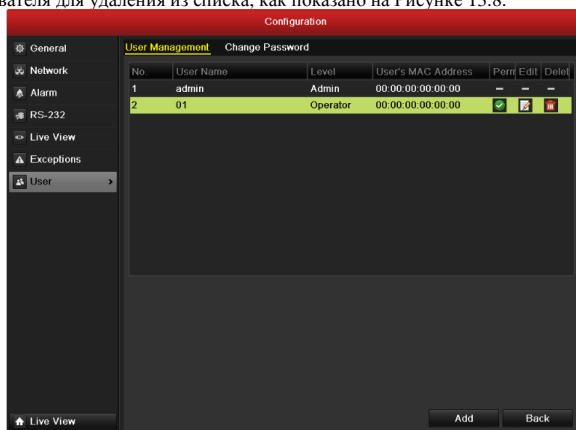 вателя для удаления из списка, как показано на Рисунке 13.8.
Configuration
General
Network
Alarm
RS-232
Live View
Exceptions
User >
Live View
User Management Change Password
No. User Name Level User's MAC Address Perm Edit Delet
1 admin Admin 00:00:00:00:00:00 – – –
2 01 Operator 00:00:00:00:00:00
Add Back